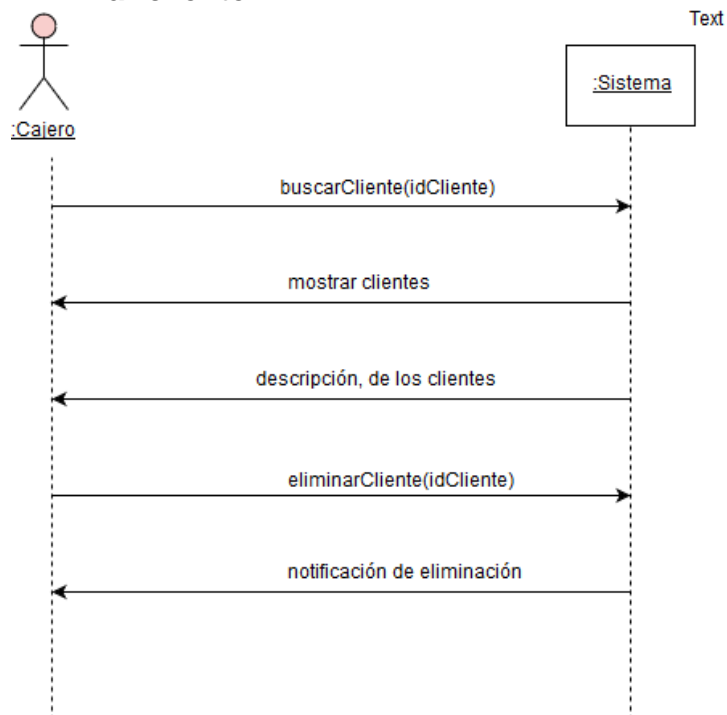 Text
:Sistema
:Cajero
buscarCliente(idCliente)
mostrar clientes
descripción, de los clientes
eliminarCliente(idCliente)
notificación de eliminación